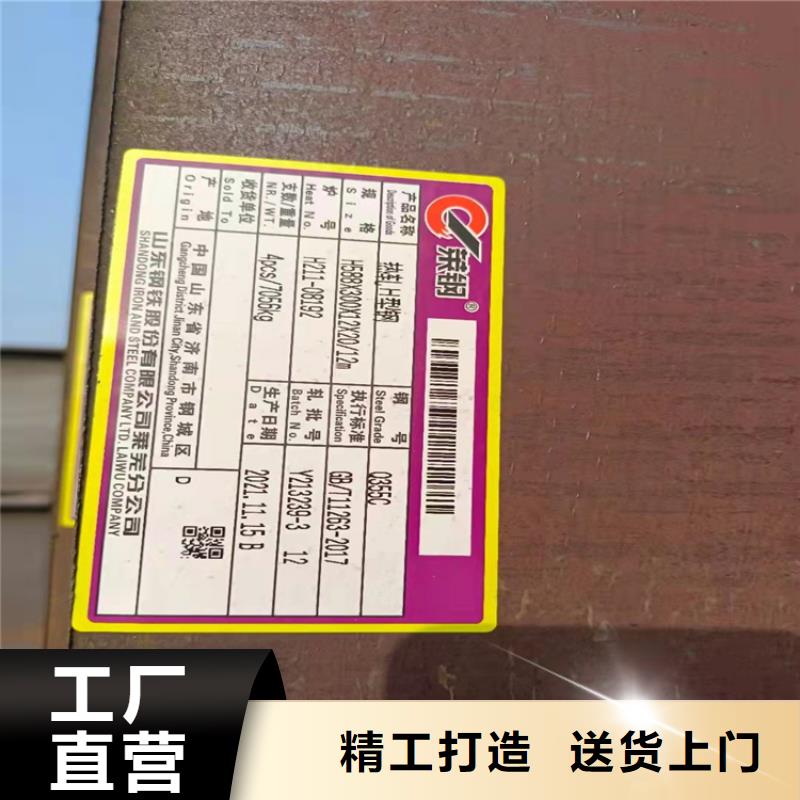 莱钢®
产品名称 热轧H型钢 钢号 Q355C
Description of Goods Steel Grade
规格 H588X300X12X20/12m 执行标准 GB/T11263-2017
Size Specification
炉号 H211-08192 轧批号 Y213239-3 12
Heat No. Batch No.
支数/重量 4pcs/7056kg 生产日期 2021.11.15 B
NR./WT. Date
收货单位
Sold To
产地 中国山东省济南市钢城区 D
Origin Gangcheng District,Jinan City,Shandong Province,China
山东钢铁股份有限公司莱芜分公司
SHANDONG IRON AND STEEL COMPANY LTD. LAIWU COMPANY
工厂
直营
精工打造 送货上门